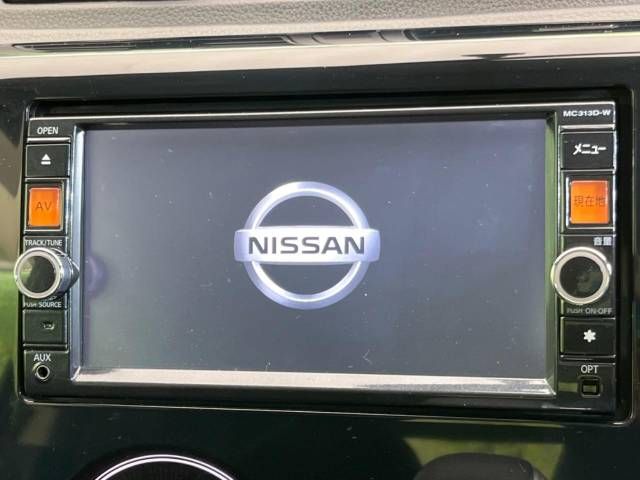 MC313D-W
OPEN
メニュー
AV
現在地
TRACK/TUNE
音量
NISSAN
PUSH SOURCE
PUSH ON-OFF
AUX
OPT